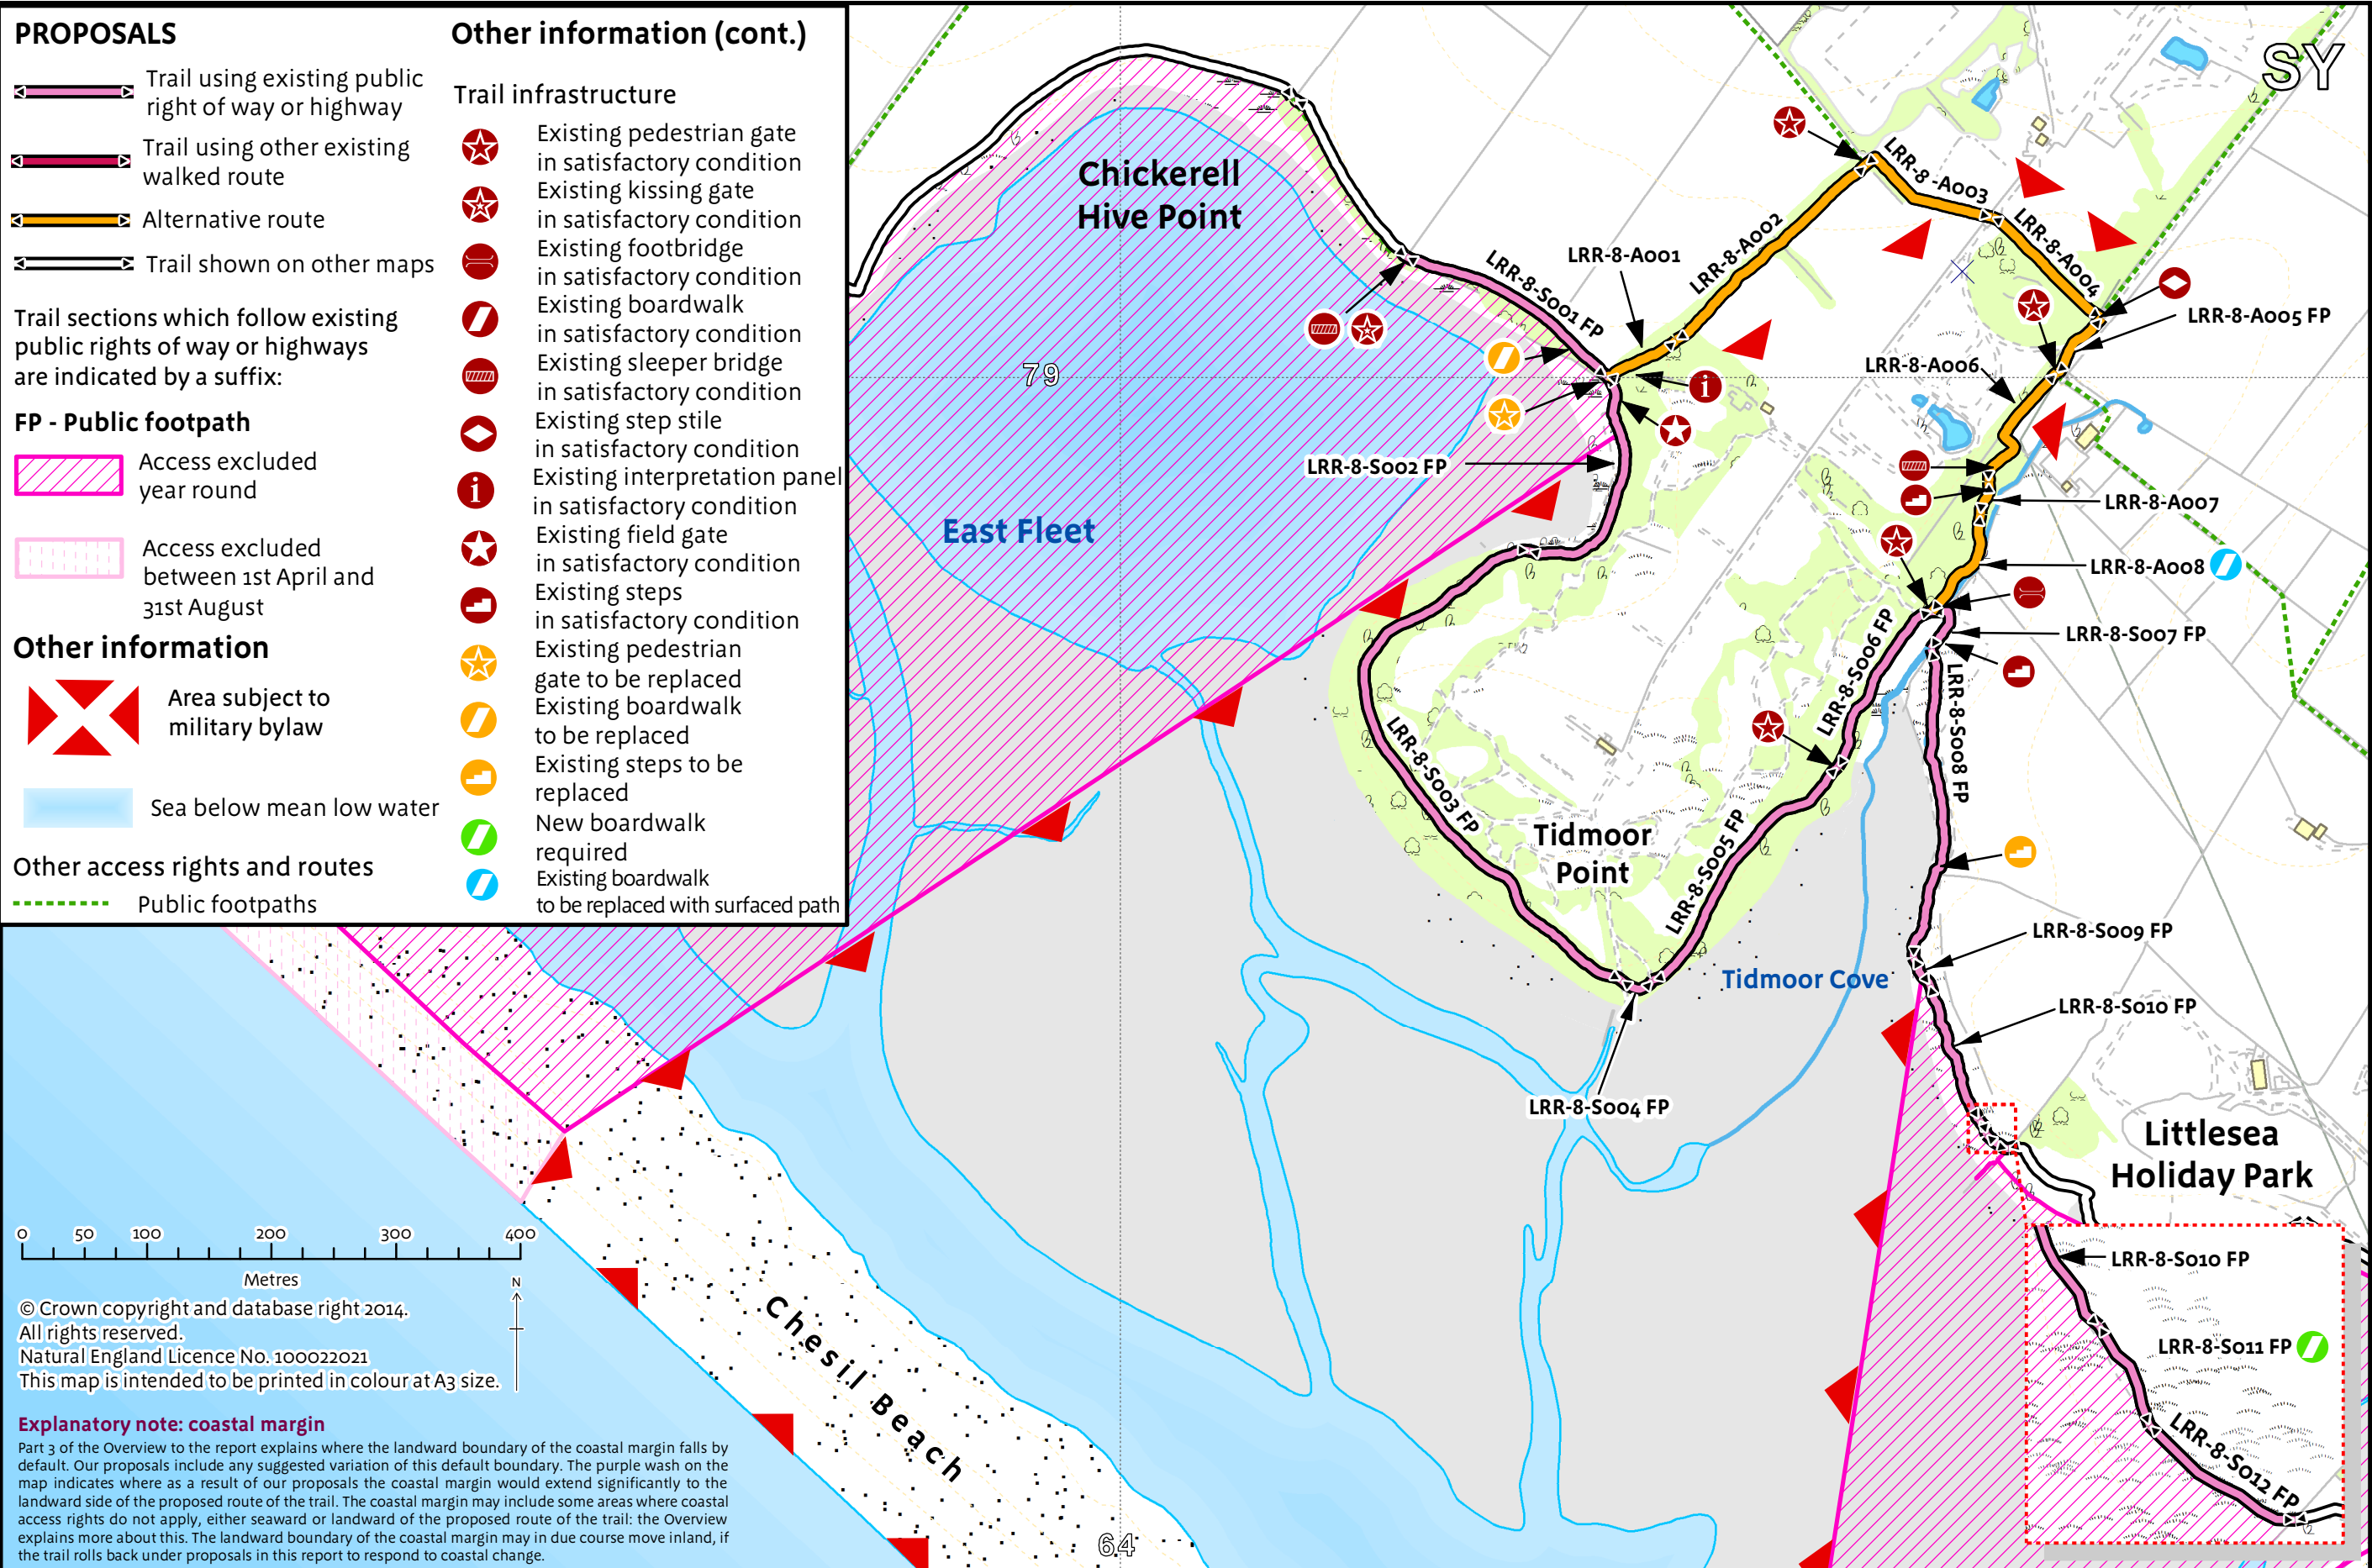 PROPOSALS
Trail using existing public
right of way or highway
Trail using other existing
walked route
Alternative route
Trail shown on other maps
Trail sections which follow existing
public rights of way or highways
are indicated by a suffix:
FP - Public footpath
Access excluded
year round
Access excluded
between 1st April and
31st August
Other information
Area subject to
military bylaw
Sea below mean low water
Other access rights and routes
Public footpaths
Other information (cont.)
Trail infrastructure
Existing pedestrian gate
in satisfactory condition
Existing kissing gate
in satisfactory condition
Existing footbridge
in satisfactory condition
Existing boardwalk
in satisfactory condition
Existing sleeper bridge
in satisfactory condition
Existing step stile
in satisfactory condition
i
Existing interpretation panel
in satisfactory condition
Existing field gate
in satisfactory condition
Existing steps
in satisfactory condition
Existing pedestrian
gate to be replaced
Existing boardwalk
to be replaced
Existing steps to be
replaced
New boardwalk
required
Existing boardwalk
to be replaced with surfaced path
SY
Chickerell
Hive Point
LRR-8-S001 FP
LRR-8-A001
LRR-8-A002
LRR-8 -A003
LRR-8-A004
LRR-8-A005 FP
LRR-8-A006
79
i
LRR-8-S002 FP
East Fleet
LRR-8-A007
LRR-8-A008
LRR-8-S007 FP
LRR-8-S006 FP
LRR-8-S008 FP
LRR-8-S003 FP
Tidmoor
Point
LRR-8-S005 FP
LRR-8-S009 FP
Tidmoor Cove
LRR-8-S010 FP
LRR-8-S004 FP
Littlesea
Holiday Park
LRR-8-S010 FP
LRR-8-S011 FP
LRR-8-S012 FP
Chesil Beach
64
0 50 100 200 300 400
Metres
N
© Crown copyright and database right 2014.
All rights reserved.
Natural England Licence No. 100022021
This map is intended to be printed in colour at A3 size.
Explanatory note: coastal margin
Part 3 of the Overview to the report explains where the landward boundary of the coastal margin falls by
default. Our proposals include any suggested variation of this default boundary. The purple wash on the
map indicates where as a result of our proposals the coastal margin would extend significantly to the
landward side of the proposed route of the trail. The coastal margin may include some areas where coastal
access rights do not apply, either seaward or landward of the proposed route of the trail: the Overview
explains more about this. The landward boundary of the coastal margin may in due course move inland, if
the trail rolls back under proposals in this report to respond to coastal change.